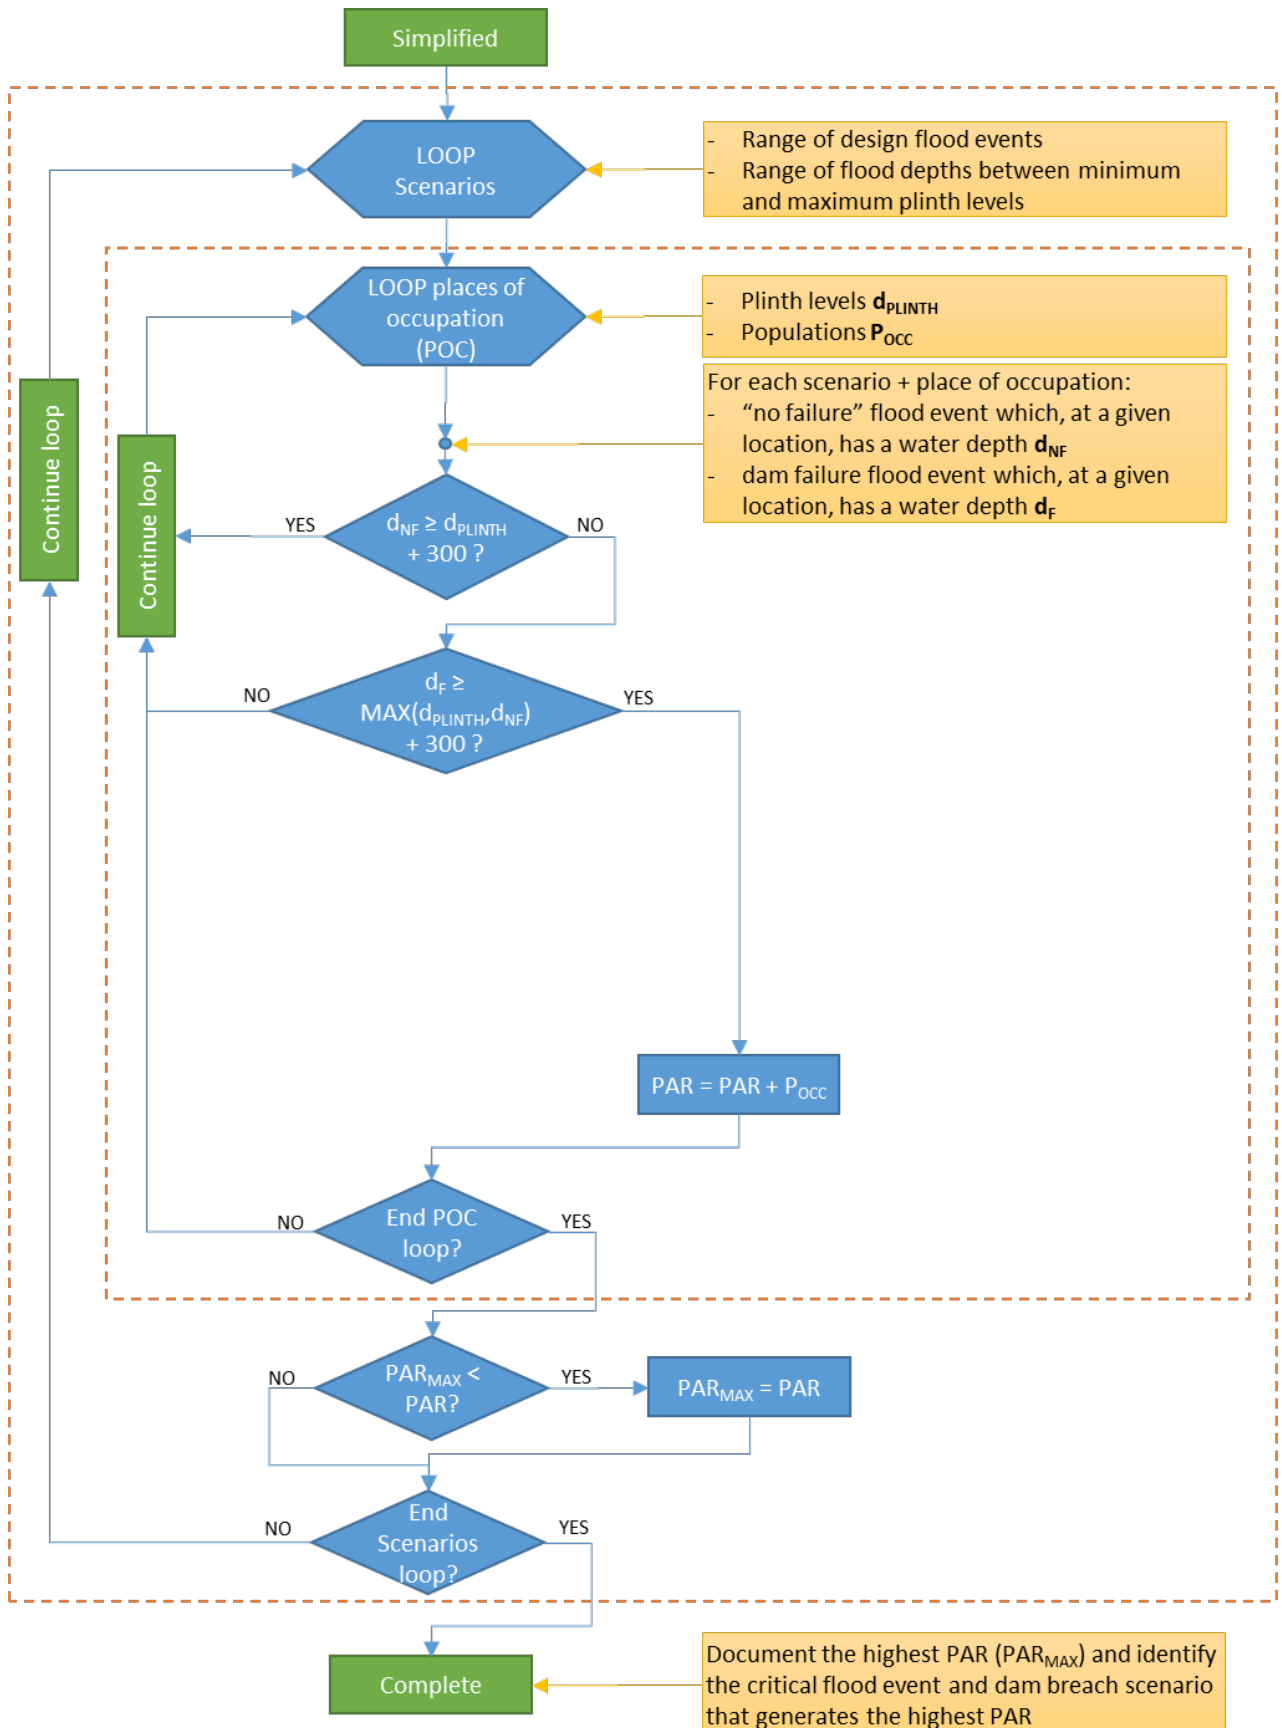 Simplified
LOOP
Scenarios
- Range of design flood events
- Range of flood depths between minimum
and maximum plinth levels
LOOP places of
occupation
(POC)
- Plinth levels dPLINTH
- Populations POCC
For each scenario + place of occupation:
- “no failure” flood event which, at a given
location, has a water depth dNF
- dam failure flood event which, at a given
location, has a water depth dF
Continue loop
Continue loop
YES
dNF ≥ dPLINTH
+ 300 ?
NO
NO
dF ≥
MAX(dPLINTH,dNF)
+ 300 ?
YES
PAR = PAR + POCC
NO
End POC
loop?
YES
NO
PARMAX <
PAR?
YES
PARMAX = PAR
NO
End
Scenarios
loop?
YES
Complete
Document the highest PAR (PARMAX) and identify
the critical flood event and dam breach scenario
that generates the highest PAR